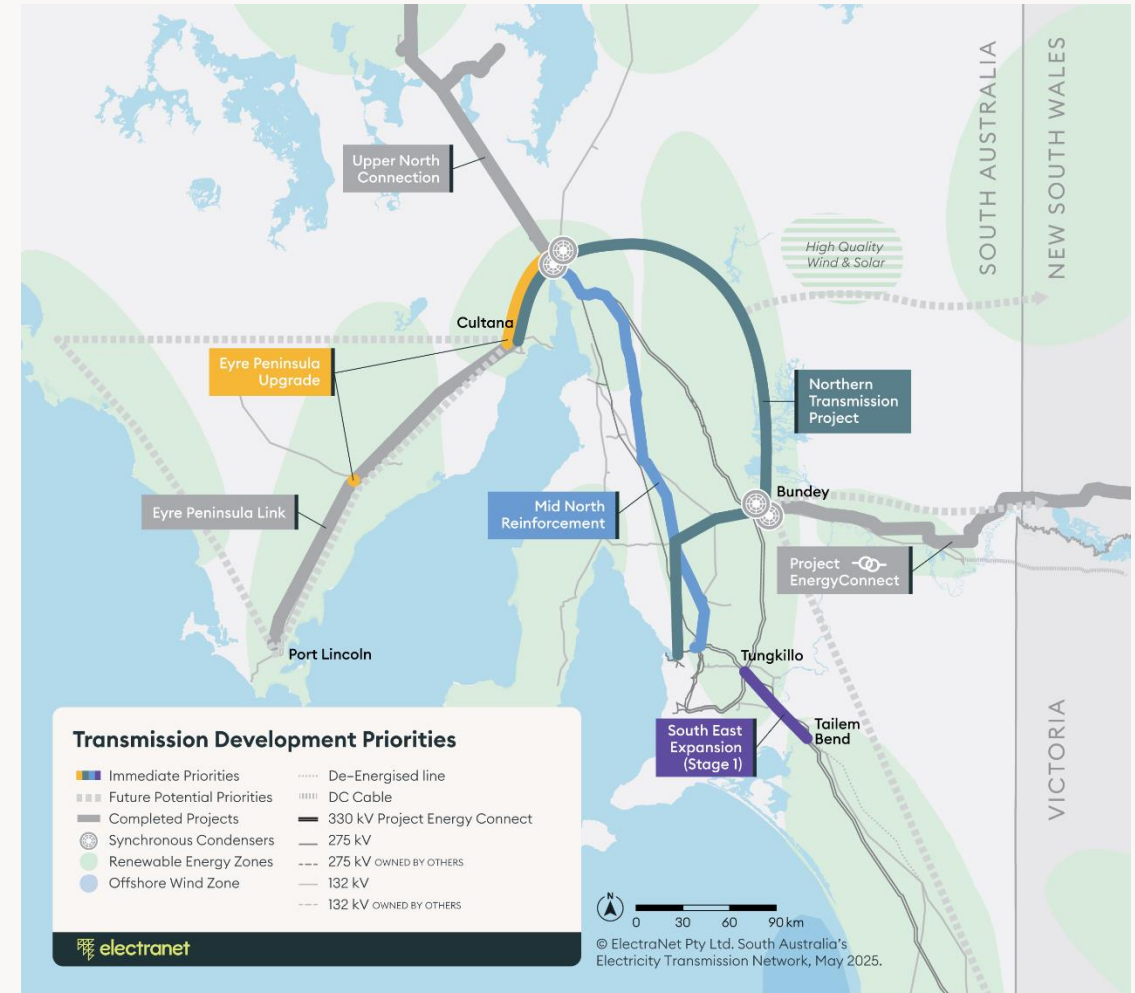 SOUTH AUSTRALIA
NEW SOUTH WALES
Upper North
Connection
High Quality
Wind & Solar
Cultana
Eyre Peninsula
Upgrade
Northern
Transmission
Project
Eyre Peninsula Link
Mid North
Reinforcement
Bundey
Project
EnergyConnect
Port Lincoln
Tungkillo
South East
Expansion
(Stage 1)
Tailem
Bend
VICTORIA
Transmission Development Priorities
Immediate Priorities
Future Potential Priorities
Completed Projects
Synchronous Condensers
Renewable Energy Zones
Offshore Wind Zone
De-Energised line
DC Cable
330 kV Project Energy Connect
275 kV
275 kV OWNED BY OTHERS
132 kV
132 kV OWNED BY OTHERS
electranet
N
0 30 60 90 km
© ElectraNet Pty Ltd. South Australia's
Electricity Transmission Network, May 2025.